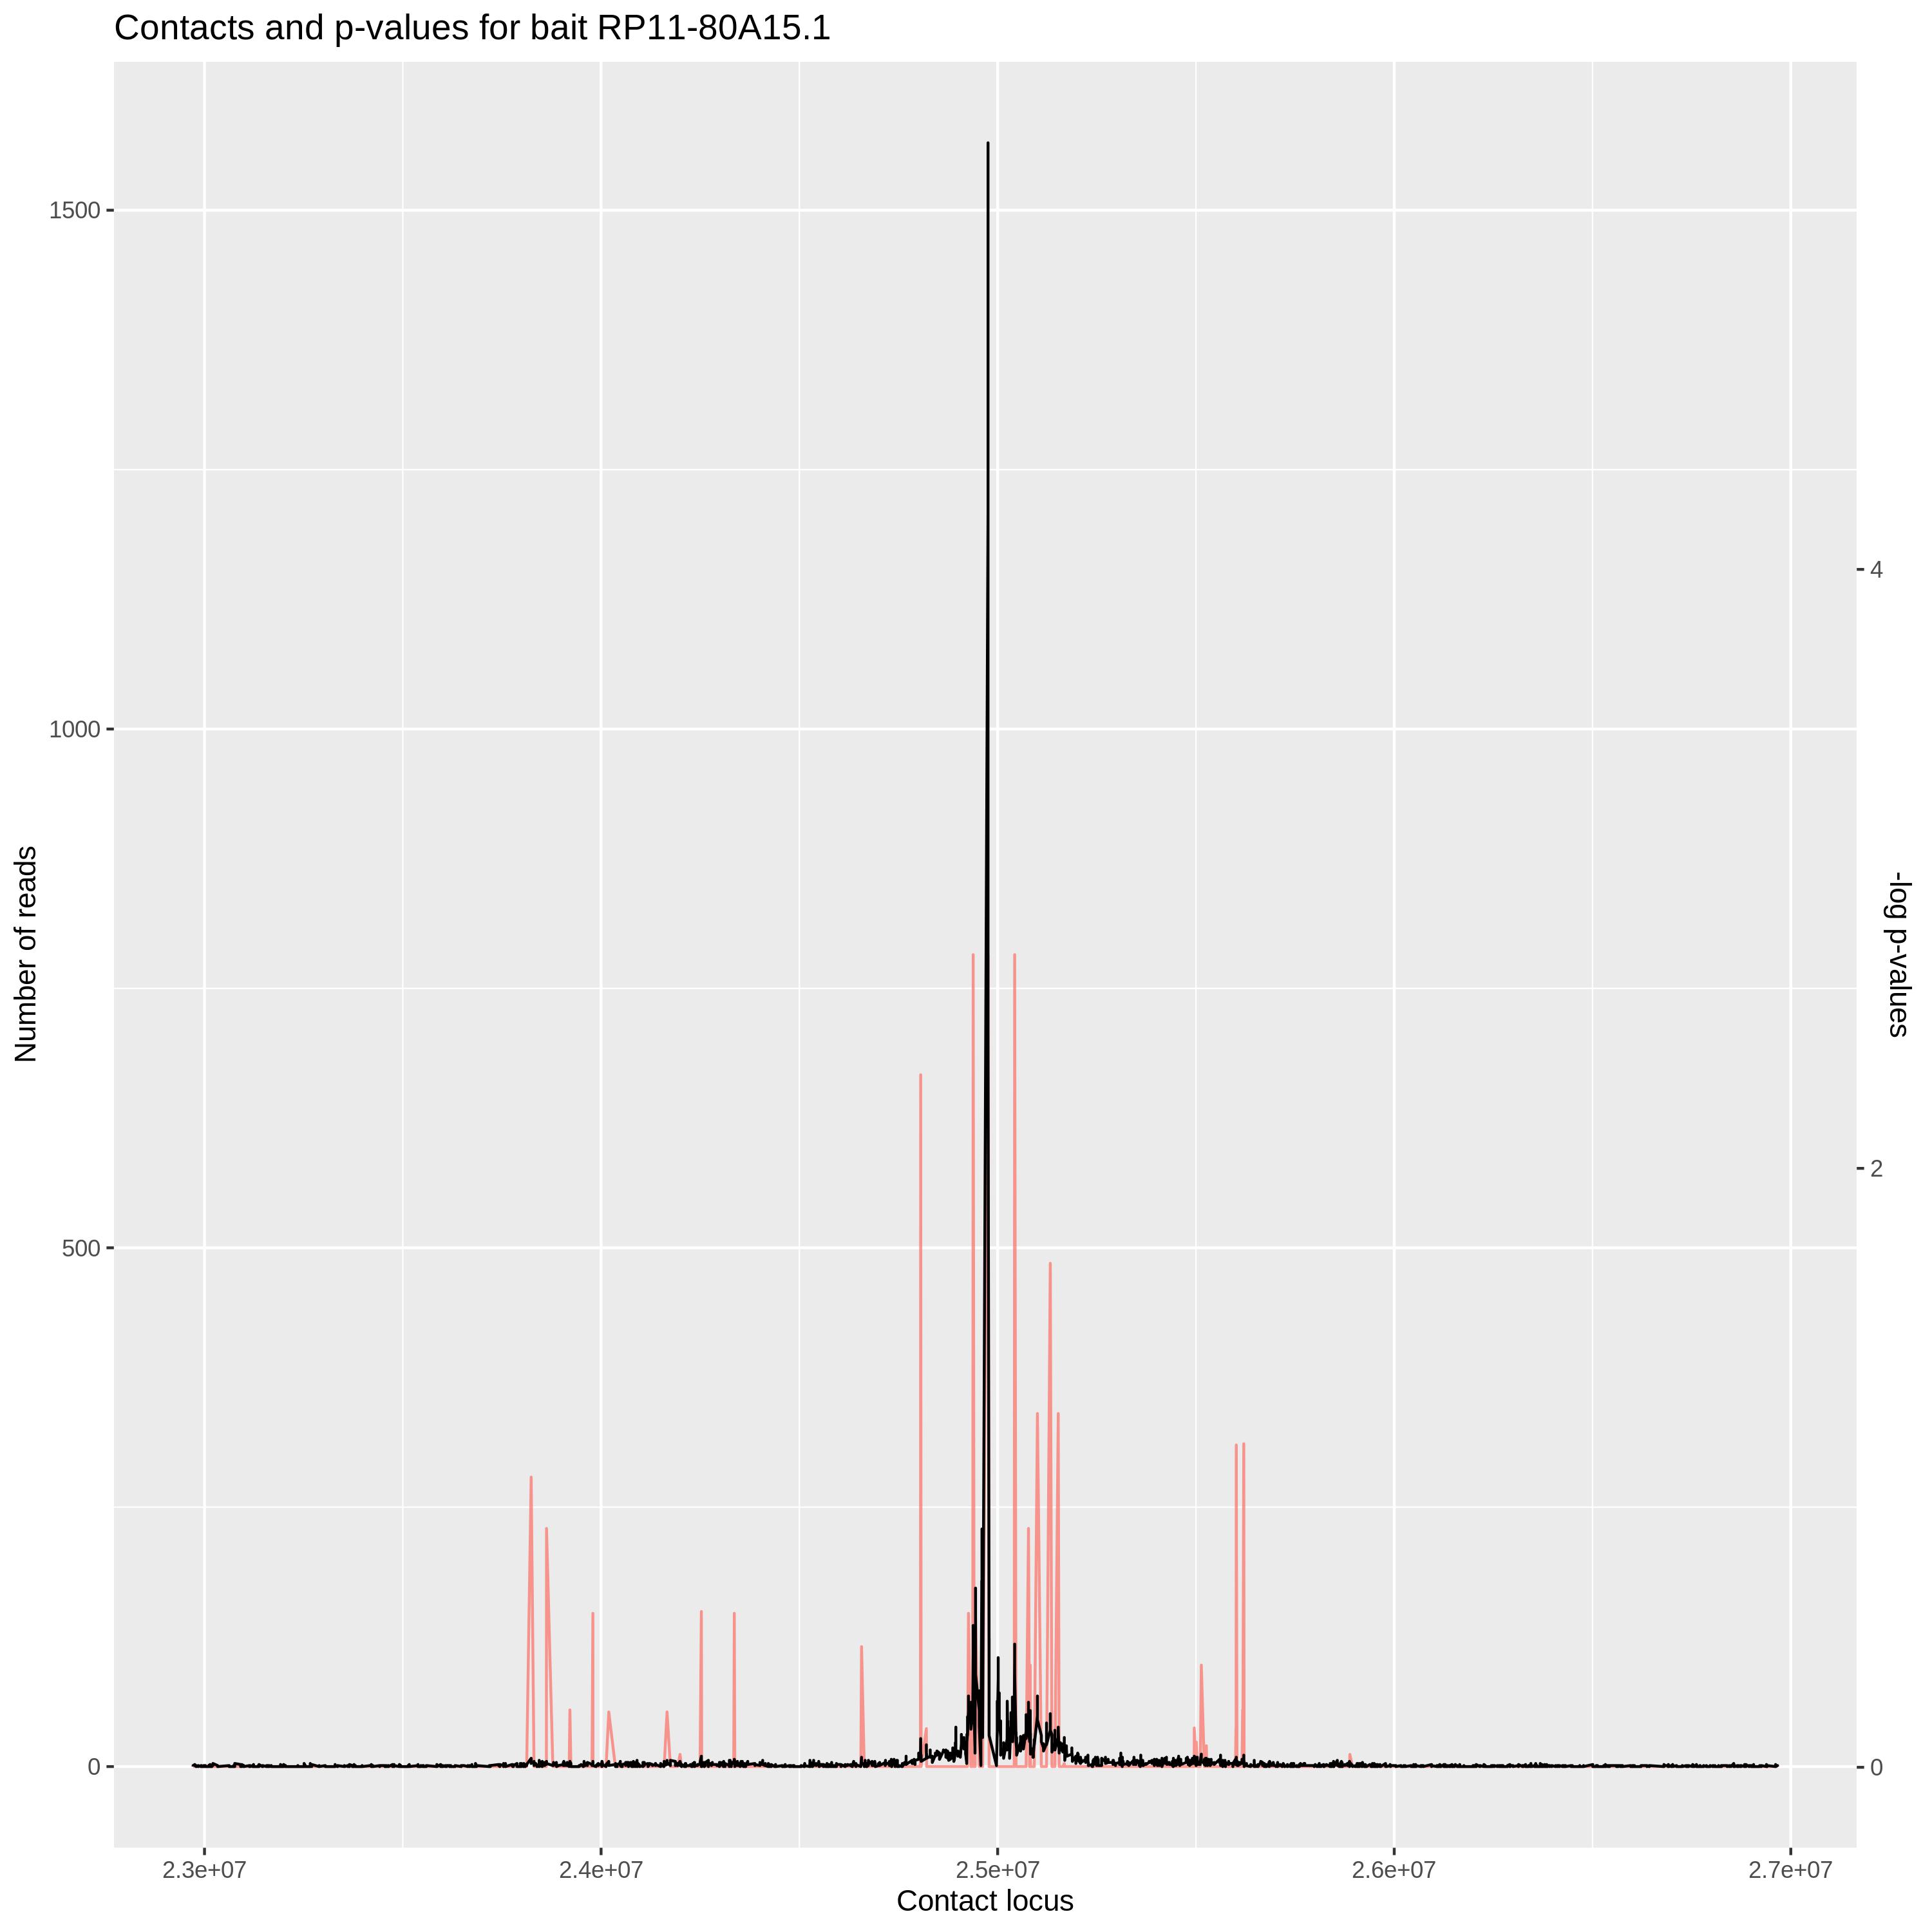 Contacts and p-values for bait RP11-80A15.1
Number of reads
1500
1000
500
0
4
2
0
-log p-values
2.3e+07
2.4e+07
2.5e+07
2.6e+07
2.7e+07
Contact locus